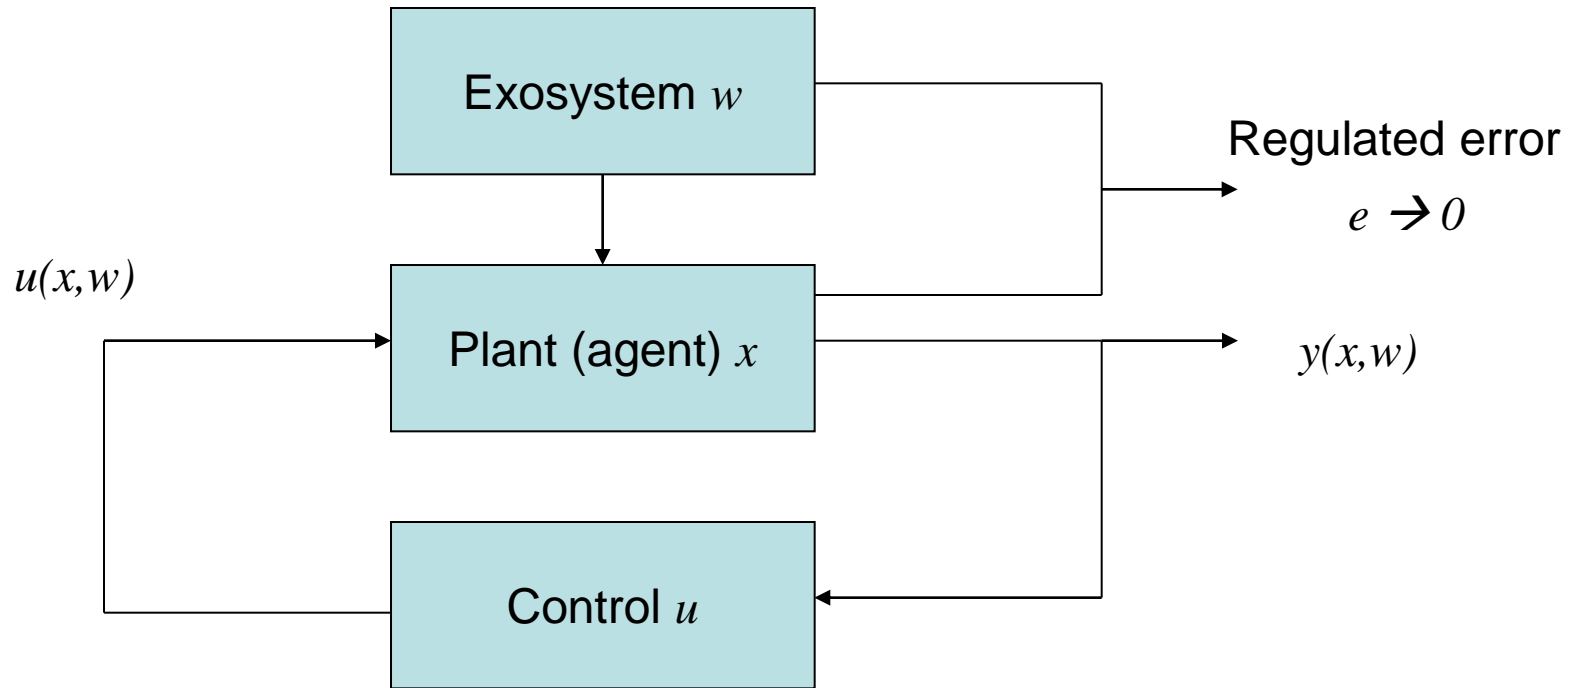 Exosystem w
Regulated error
e → 0
u(x,w)
Plant (agent) x
y(x,w)
Control u